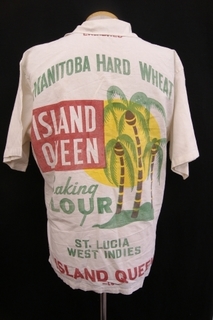 MANITOBA HARD WHEAT
ISLAND
QUEEN
Baking
FLOUR
ST. LUCIA
WEST INDIES
ISLAND QUEEN